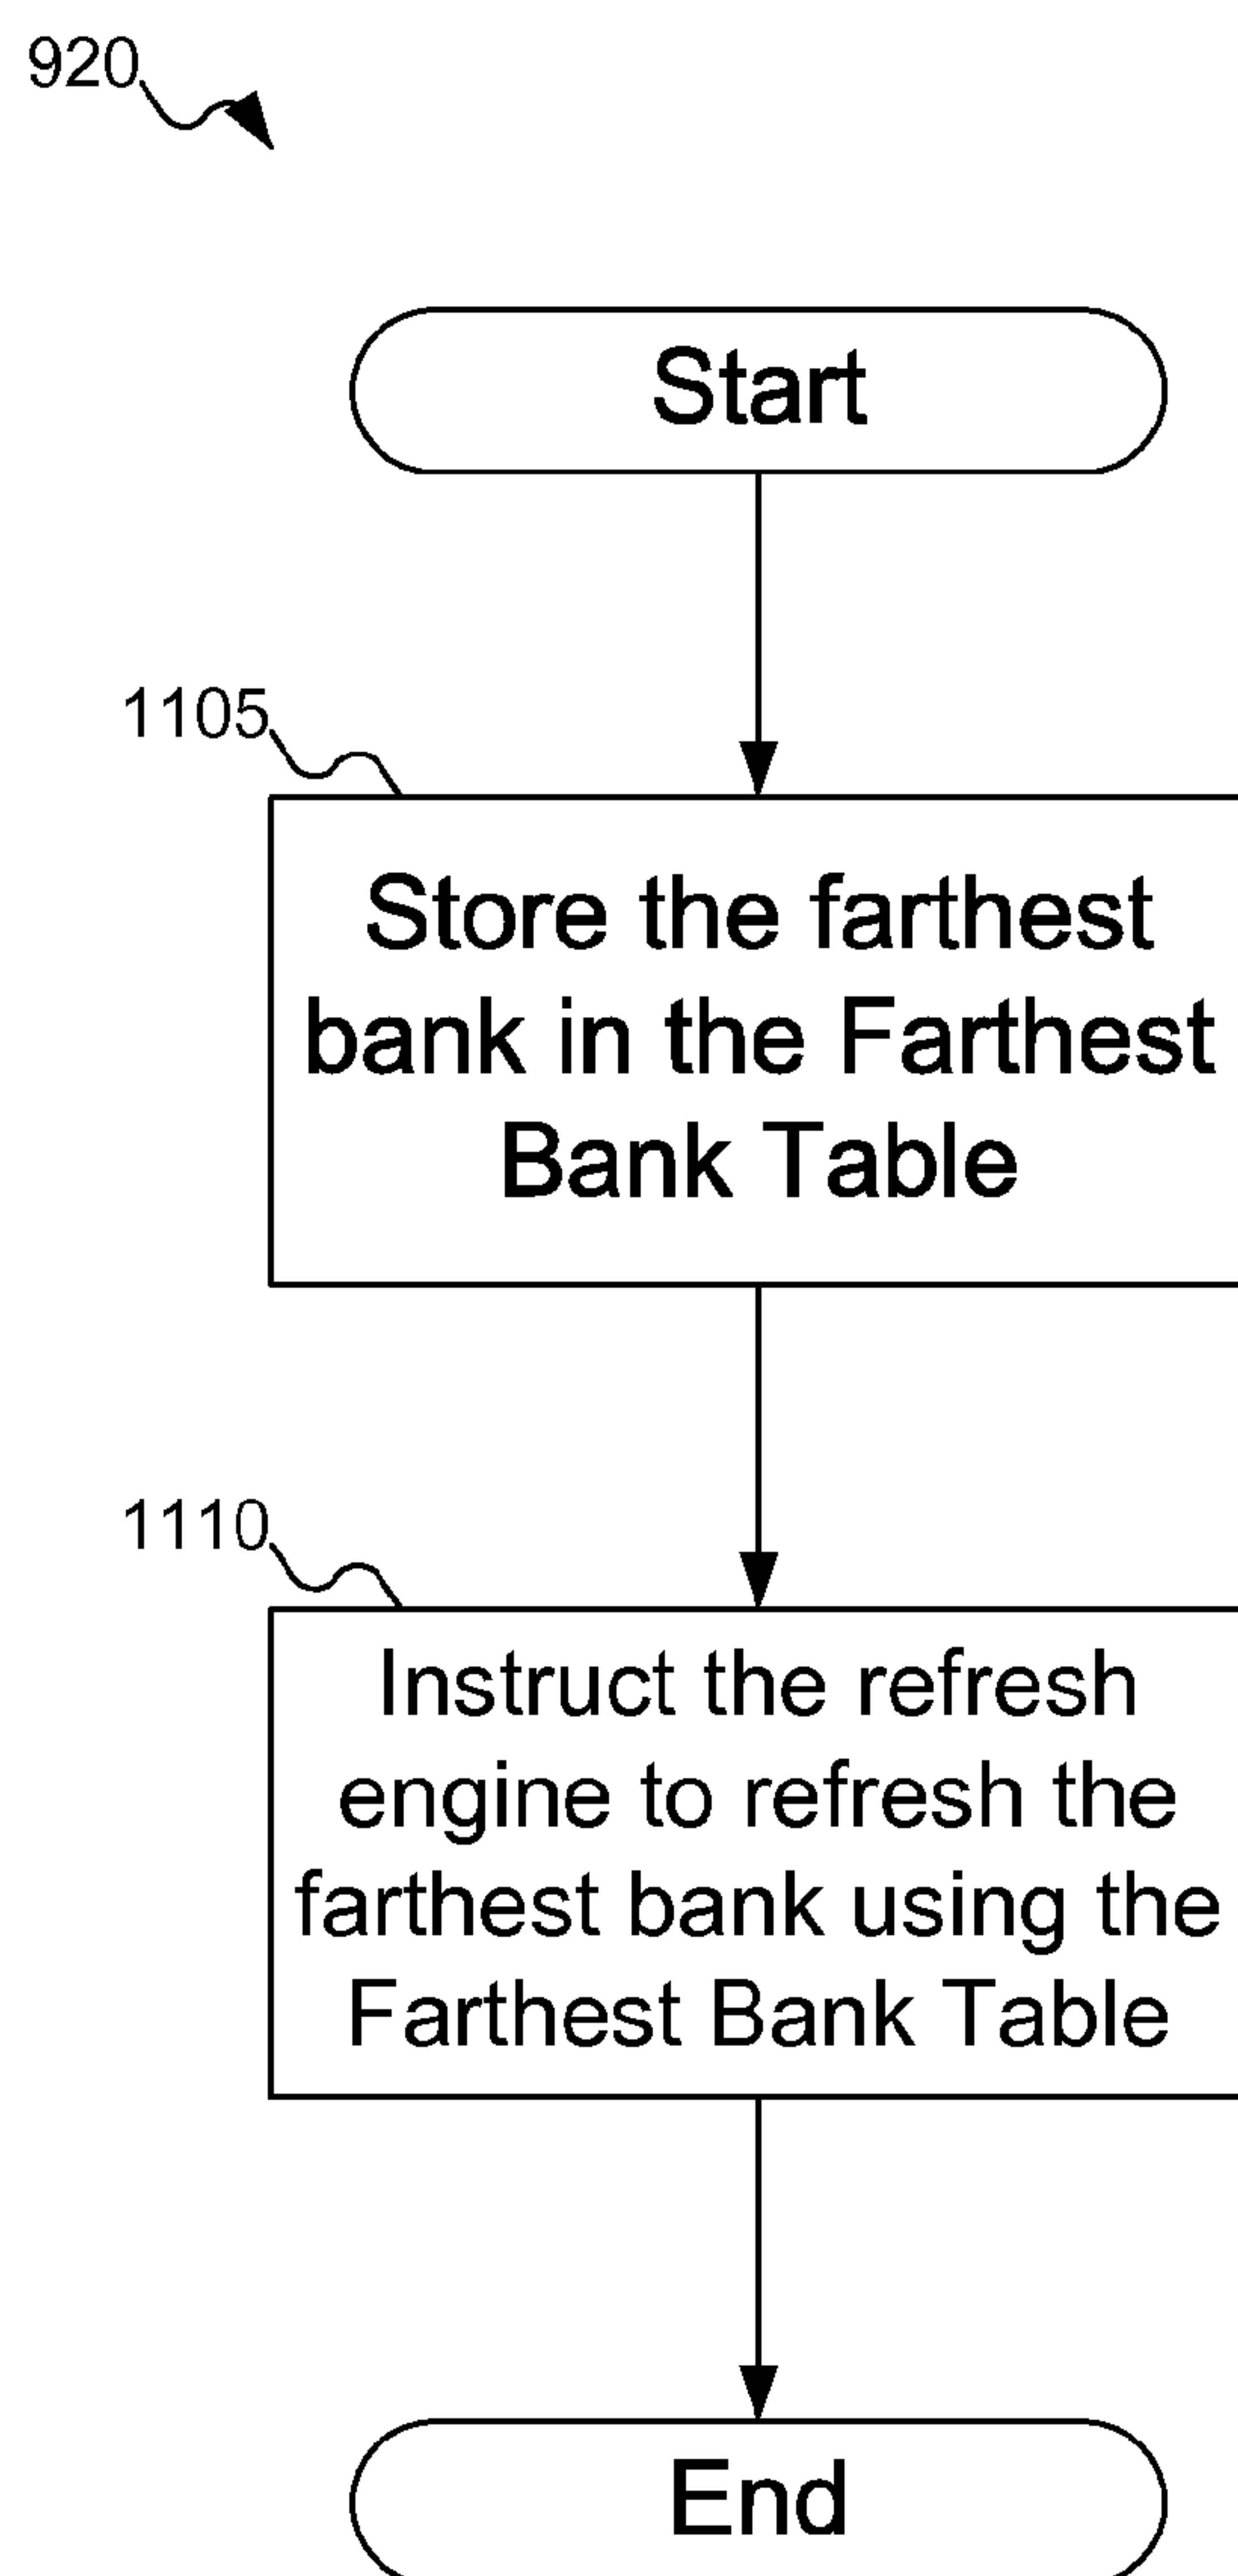 920
Start
1105
Store the farthest
bank in the Farthest
Bank Table
1110
Instruct the refresh
engine to refresh the
farthest bank using the
Farthest Bank Table
End